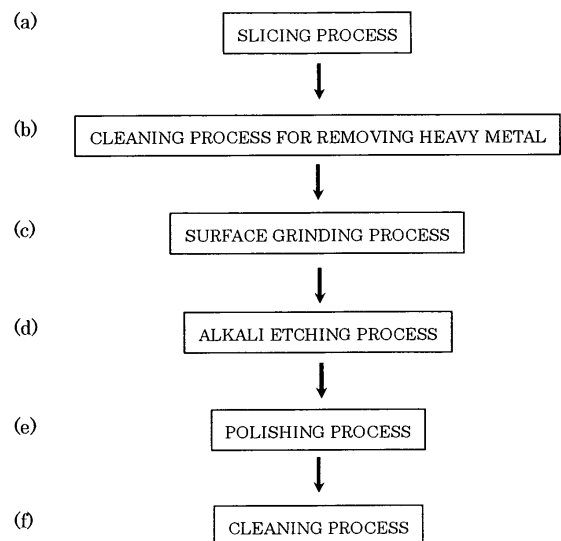 (a) SLICING PROCESS
(b) CLEANING PROCESS FOR REMOVING HEAVY METAL
(c) SURFACE GRINDING PROCESS
(d) ALKALI ETCHING PROCESS
(e) POLISHING PROCESS
(f) CLEANING PROCESS